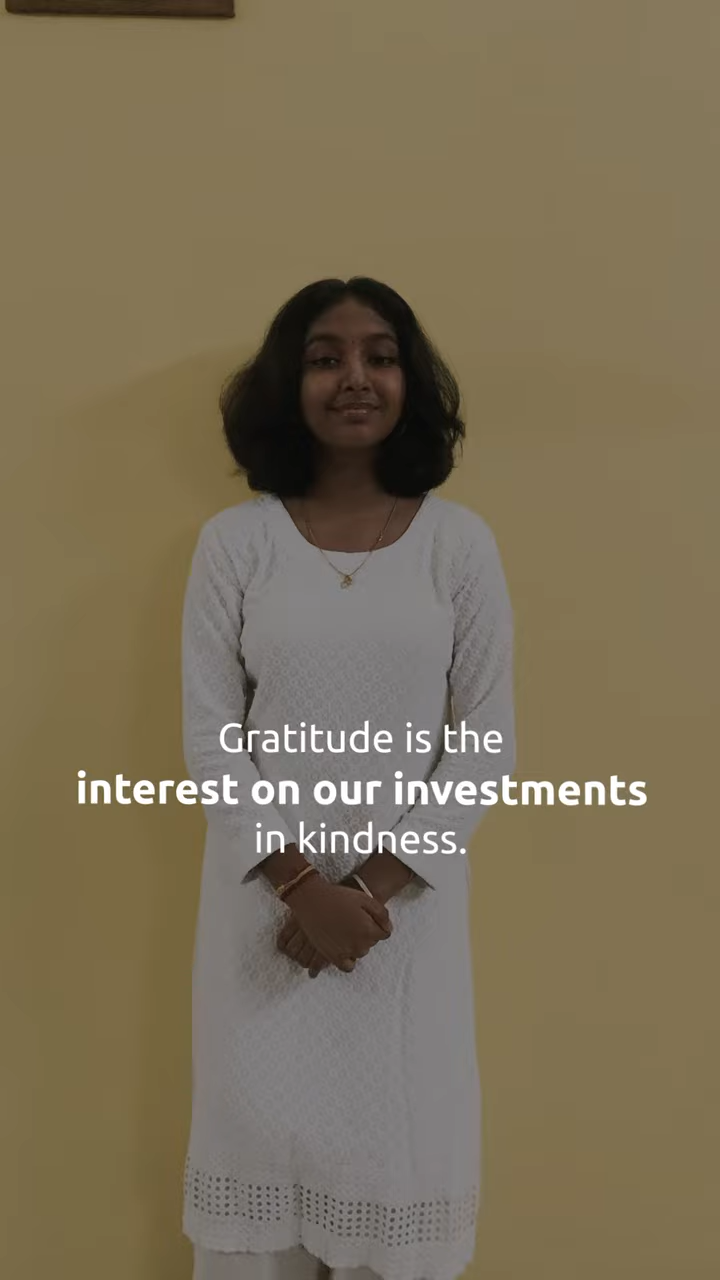 Gratitude is the
interest on our investments
in kindness.